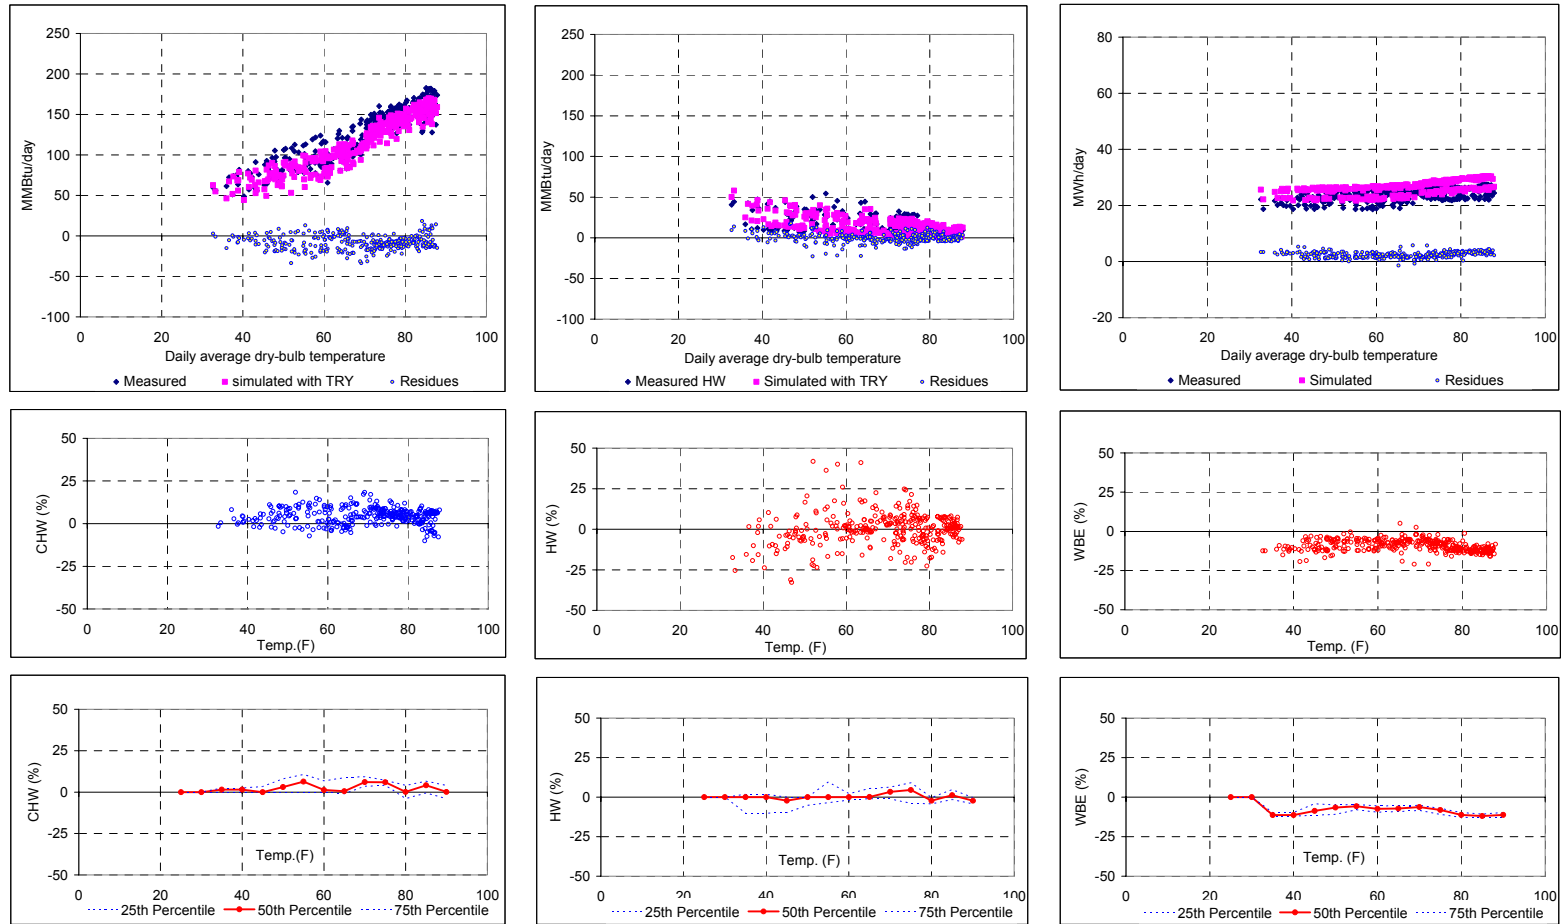 250
200
150
100
50
0
-50
-100
MMBtu/day
0 20 40 60 80 100
Daily average dry-bulb temperature
Measured simulated with TRY Residues
250
200
150
100
50
0
-50
-100
MMBtu/day
0 20 40 60 80 100
Daily average dry-bulb temperature
Measured HW Simulated with TRY Residues
80
60
40
20
0
-20
MWh/day
0 20 40 60 80 100
Daily average dry-bulb temperature
Measured Simulated Residues
50
25
0
-25
-50
CHW (%)
0 20 40 60 80 100
Temp.(F)
50
25
0
-25
-50
HW (%)
0 20 40 60 80 100
Temp. (F)
50
25
0
-25
-50
WBE (%)
0 20 40 60 80 100
Temp. (F)
50
25
0
-25
-50
CHW (%)
0 20 40 60 80 100
Temp.(F)
25th Percentile 50th Percentile 75th Percentile
50
25
0
-25
-50
HW (%)
0 20 40 60 80 100
Temp. (F)
25th Percentile 50th Percentile 75th Percentile
50
25
0
-25
-50
WBE (%)
0 20 40 60 80 100
Temp. (F)
25th Percentile 50th Percentile 75th Percentile